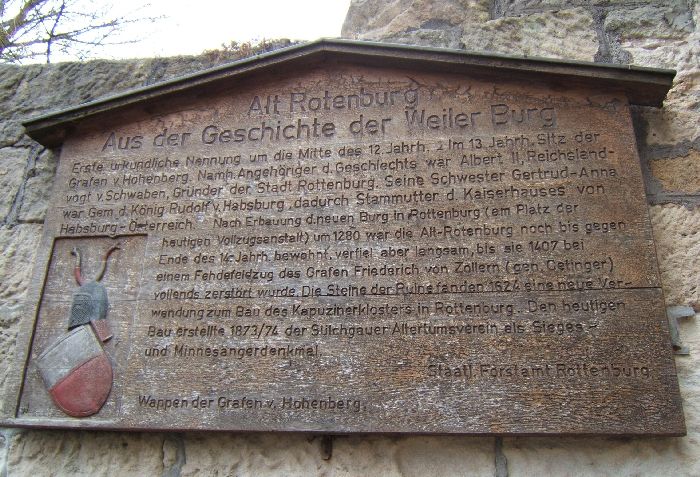 Alt Rotenburg
Aus der Geschichte der Weiler Burg
Erste urkundliche Nennung um die Mitte des 12. Jahrh. Im 13. Jahrh. Sitz der
Grafen v. Hohenberg. Namh. Angehöriger d. Geschlechts war Albert II, Reichsland-
vogt v. Schwaben, Gründer der Stadt Rottenburg. Seine Schwester Gertrud-Anna
war Gem. d. König Rudolf v. Habsburg, dadurch Stammutter d. Kaiserhauses von
Habsburg-Österreich. Nach Erbauung d. neuen Burg in Rottenburg (em Platz der
heutigen Vollzugsanstalt) um 1280 war die Alt-Rotenburg noch bis gegen
Ende des 14. Jahrh. bewohnt, verfiel aber langsam, bis sie 1407 bei
einem Fehdefeldzug des Grafen Friederich von Zollern (gen. Oetinger)
vollends zerstört wurde. Die Steine der Ruine fanden 1624 eine neue Ver-
wendung zum Bau des Kapuzinerklosters in Rottenburg. Den heutigen
Bau erstellte 1873/74 der Sülchgauer Altertumsverein als Sieges-
und Minnesängerdenkmal.
Staatl. Forstamt Rottenburg
Wappen der Grafen v. Hohenberg.